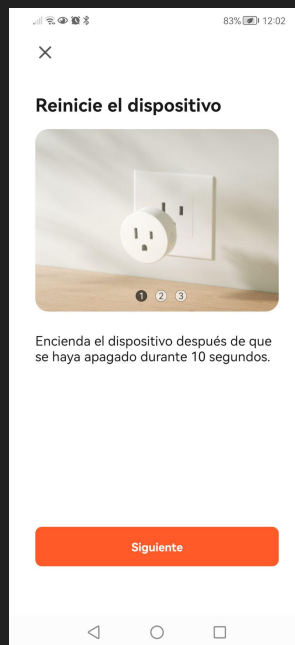 83% 12:02
Reinicie el dispositivo
1 2 3
Encienda el dispositivo después de que
se haya apagado durante 10 segundos.
Siguiente